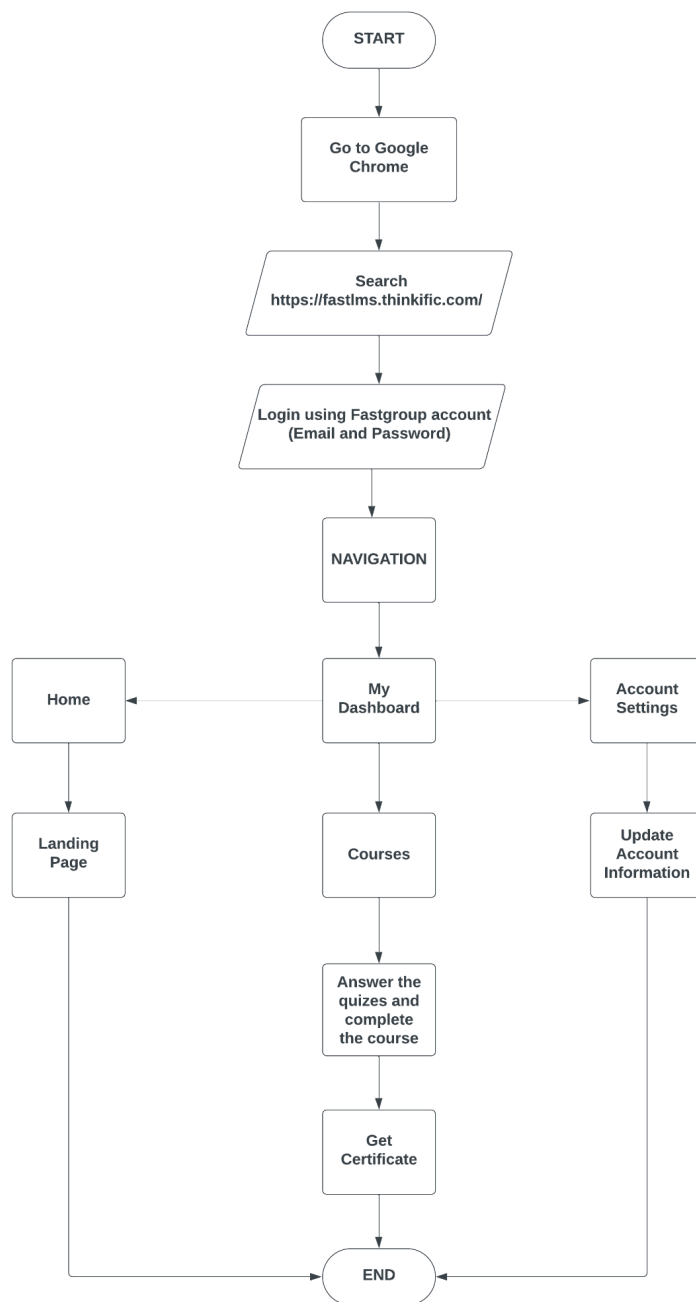 START
Go to Google
Chrome
Search
https://fastlms.thinkific.com/
Login using Fastgroup account
(Email and Password)
NAVIGATION
Home
My
Dashboard
Account
Settings
Landing
Page
Courses
Update
Account
Information
Answer the
quizes and
complete
the course
Get
Certificate
END